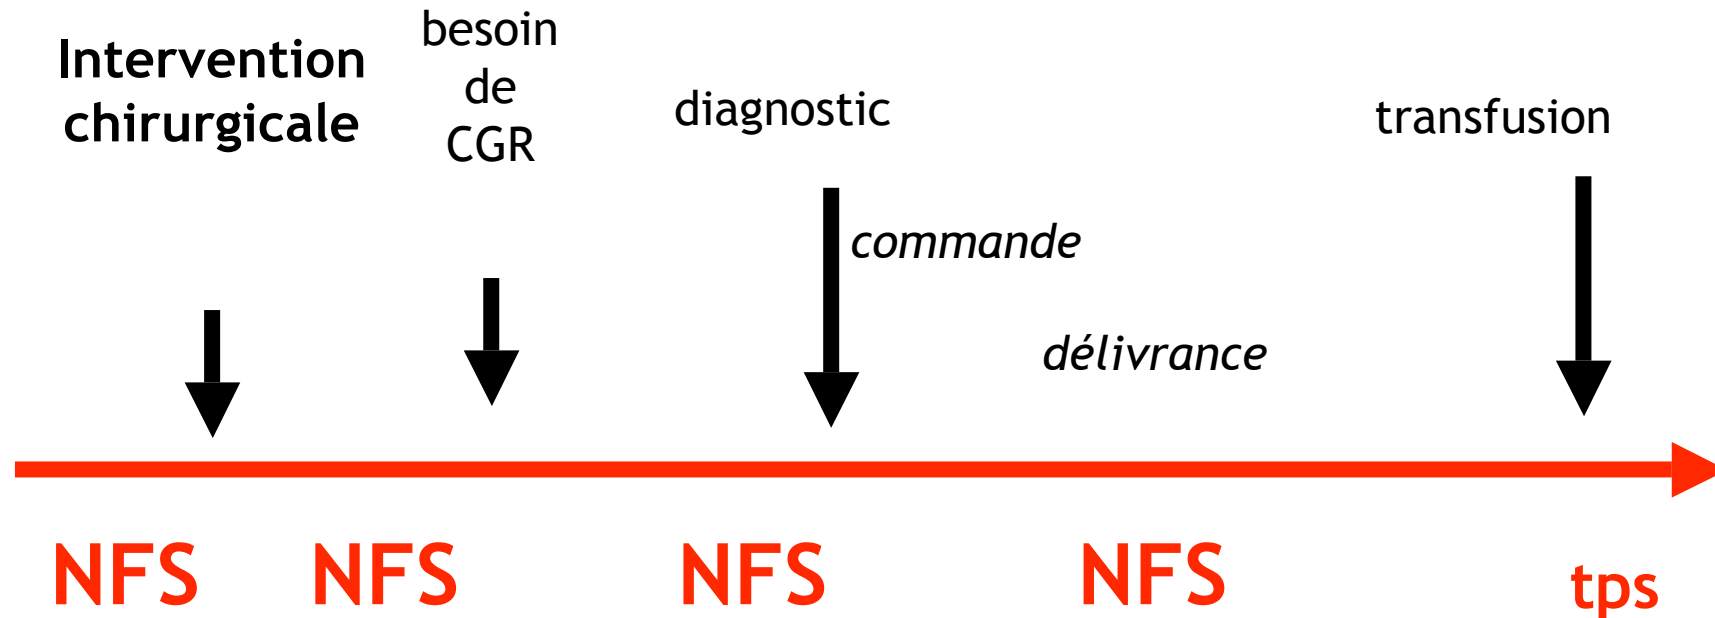 Intervention
chirurgicale
besoin
de
CGR
diagnostic
transfusion
commande
délivrance
NFS NFS NFS NFS tps